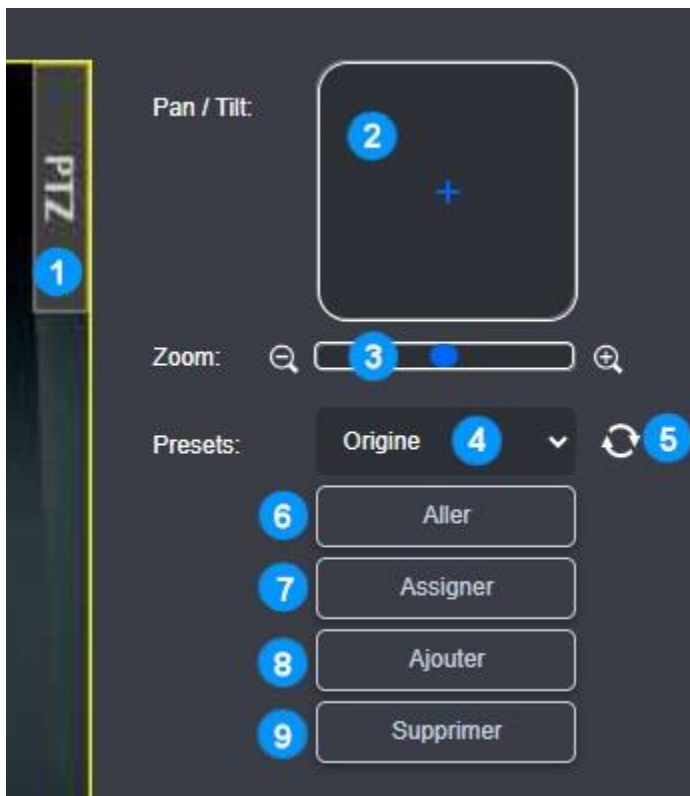 PTZ
1
Pan / Tilt:
2
Zoom:
3
Presets:
Origine
4
5
6
Aller
7
Assigner
8
Ajouter
9
Supprimer